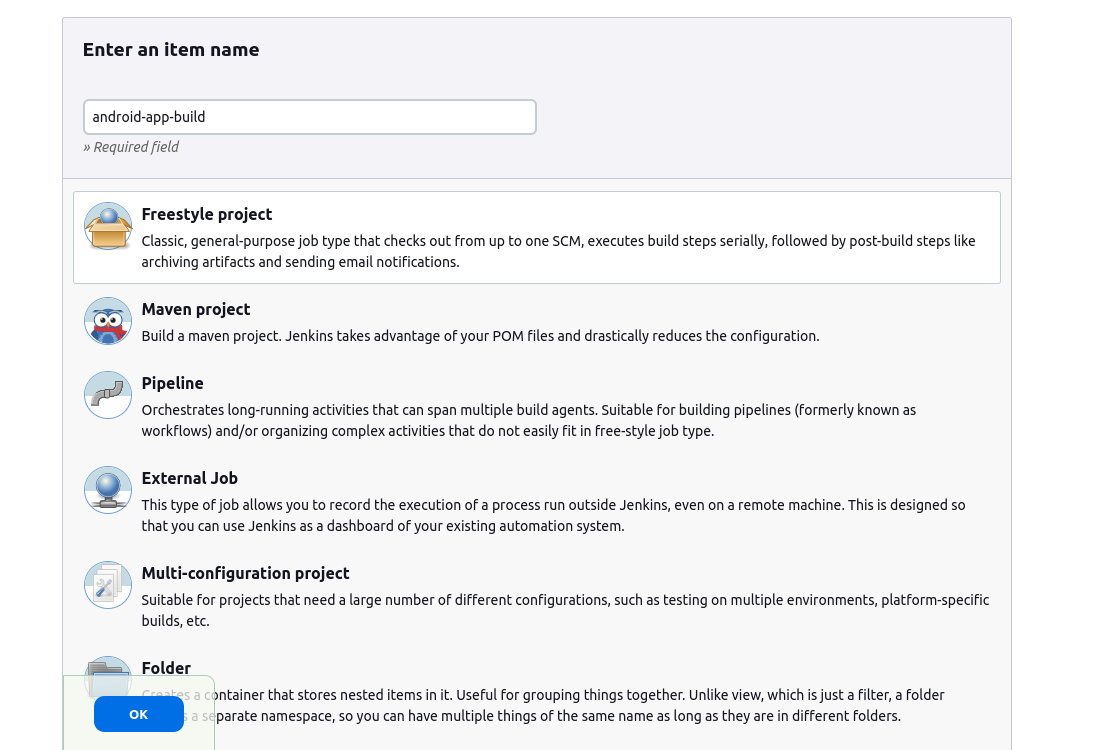 Enter an item name
android-app-build
» Required field
Freestyle project
Classic, general-purpose job type that checks out from up to one SCM, executes build steps serially, followed by post-build steps like
archiving artifacts and sending email notifications.
Maven project
Build a maven project. Jenkins takes advantage of your POM files and drastically reduces the configuration.
Pipeline
Orchestrates long-running activities that can span multiple build agents. Suitable for building pipelines (formerly known as
workflows) and/or organizing complex activities that do not easily fit in free-style job type.
External Job
This type of job allows you to record the execution of a process run outside Jenkins, even on a remote machine. This is designed so
that you can use Jenkins as a dashboard of your existing automation system.
Multi-configuration project
Suitable for projects that need a large number of different configurations, such as testing on multiple environments, platform-specific
builds, etc.
Folder
Creates a container that stores nested items in it. Useful for grouping things together. Unlike view, which is just a filter, a folder
a separate namespace, so you can have multiple things of the same name as long as they are in different folders.
OK